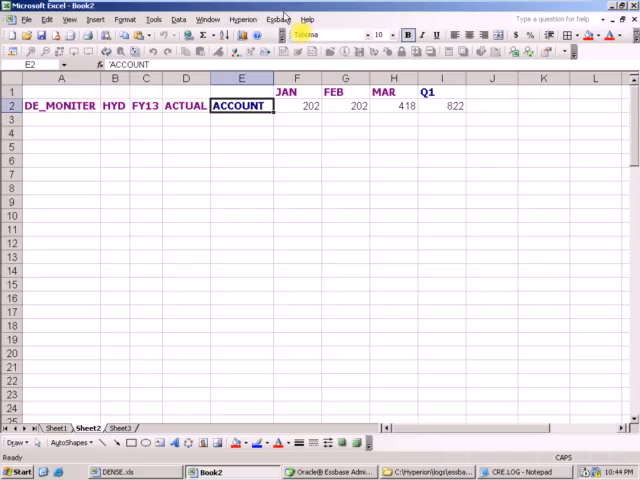 Microsoft Excel - Book2
File Edit View Insert Format Tools Data Window Hyperion Essbase Help
Type a question for help
Tahoma 10 B I U
E2 'ACCOUNT
A B C D E F G H I J K L
1 JAN FEB MAR Q1
2 DE_MONITER HYD FY13 ACTUAL ACCOUNT 202 202 418 822
3
4
5
6
7
8
9
10
11
12
13
14
15
16
17
18
19
20
21
22
23
24
25
Sheet1 Sheet2 Sheet3
Draw AutoShapes
CAPS
Start DENSE.xls Book2 Oracle® Essbase Admi... C:\Hyperion\logs\essba... CRE.LOG - Notepad 10:44 PM